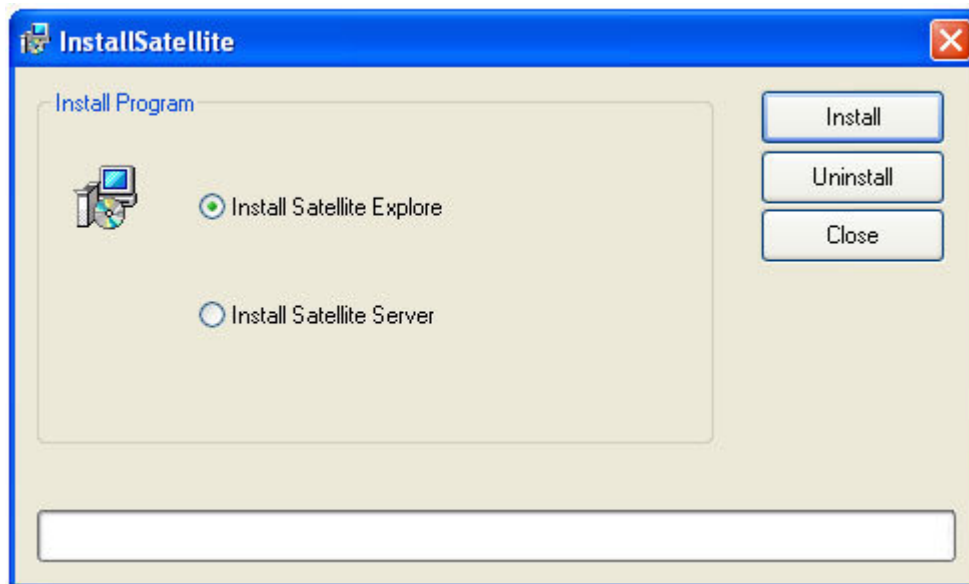 InstallSatellite
Install Program
Install Satellite Explore
Install Satellite Server
Install
Uninstall
Close